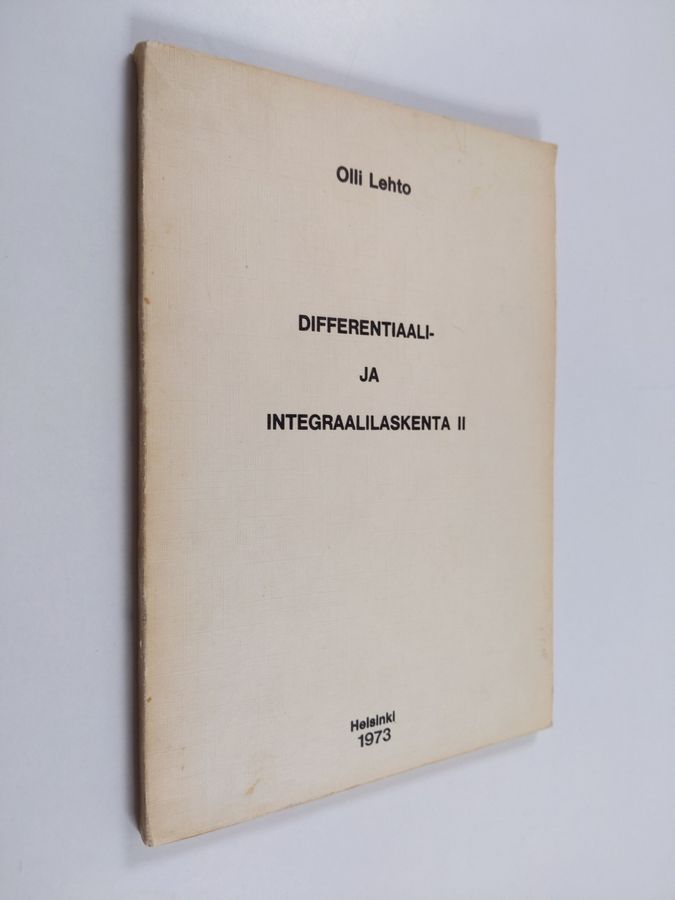 Olli Lehto
DIFFERENTIAALI-
JA
INTEGRAALILASKENTA II
Helsinki
1973